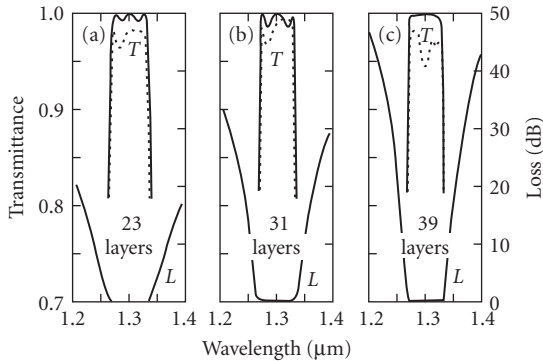 1.0
0.9
0.8
0.7
Transmittance
(a)
T
23
layers
L
1.2
1.3
1.4
(b)
T
31
layers
L
1.2
1.3
1.4
(c)
T
39
layers
L
1.2
1.3
1.4
50
40
30
20
10
0
Loss (dB)
Wavelength (μm)